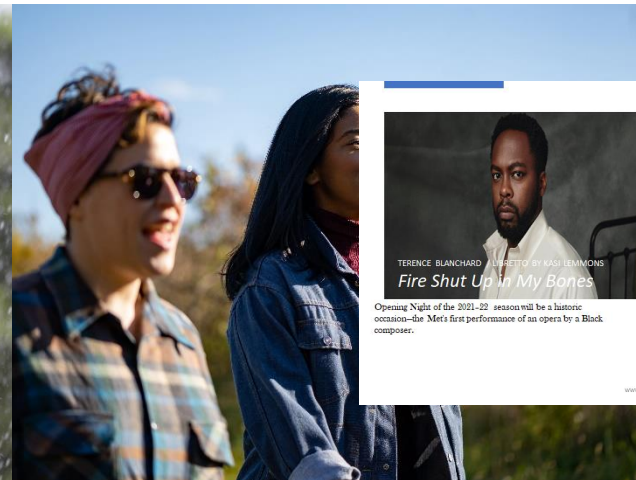 TERENCE BLANCHARD / LIBRETTO BY KASI LEMMONS
Fire Shut Up in My Bones
Opening Night of the 2021-22 season will be a historic
occasion—the Met's first performance of an opera by a Black
composer.
www